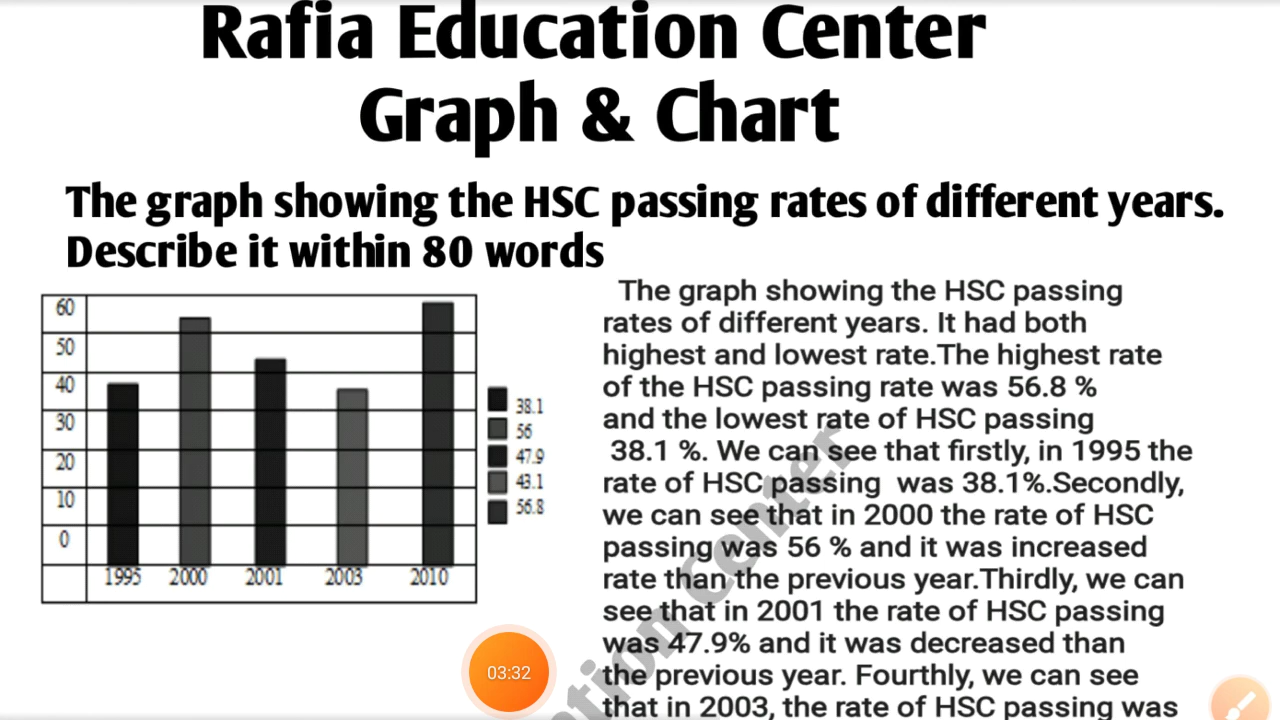 Rafia Education Center
Graph & Chart
The graph showing the HSC passing rates of different years.
Describe it within 80 words
60
50
40
30
20
10
0
1995 2000 2001 2003 2010
38.1
56
47.9
43.1
56.8
The graph showing the HSC passing
rates of different years. It had both
highest and lowest rate.The highest rate
of the HSC passing rate was 56.8 %
and the lowest rate of HSC passing
38.1 %. We can see that firstly, in 1995 the
rate of HSC passing was 38.1%.Secondly,
we can see that in 2000 the rate of HSC
passing was 56 % and it was increased
rate than the previous year.Thirdly, we can
see that in 2001 the rate of HSC passing
was 47.9% and it was decreased than
the previous year. Fourthly, we can see
that in 2003, the rate of HSC passing was
03:32
tion Center